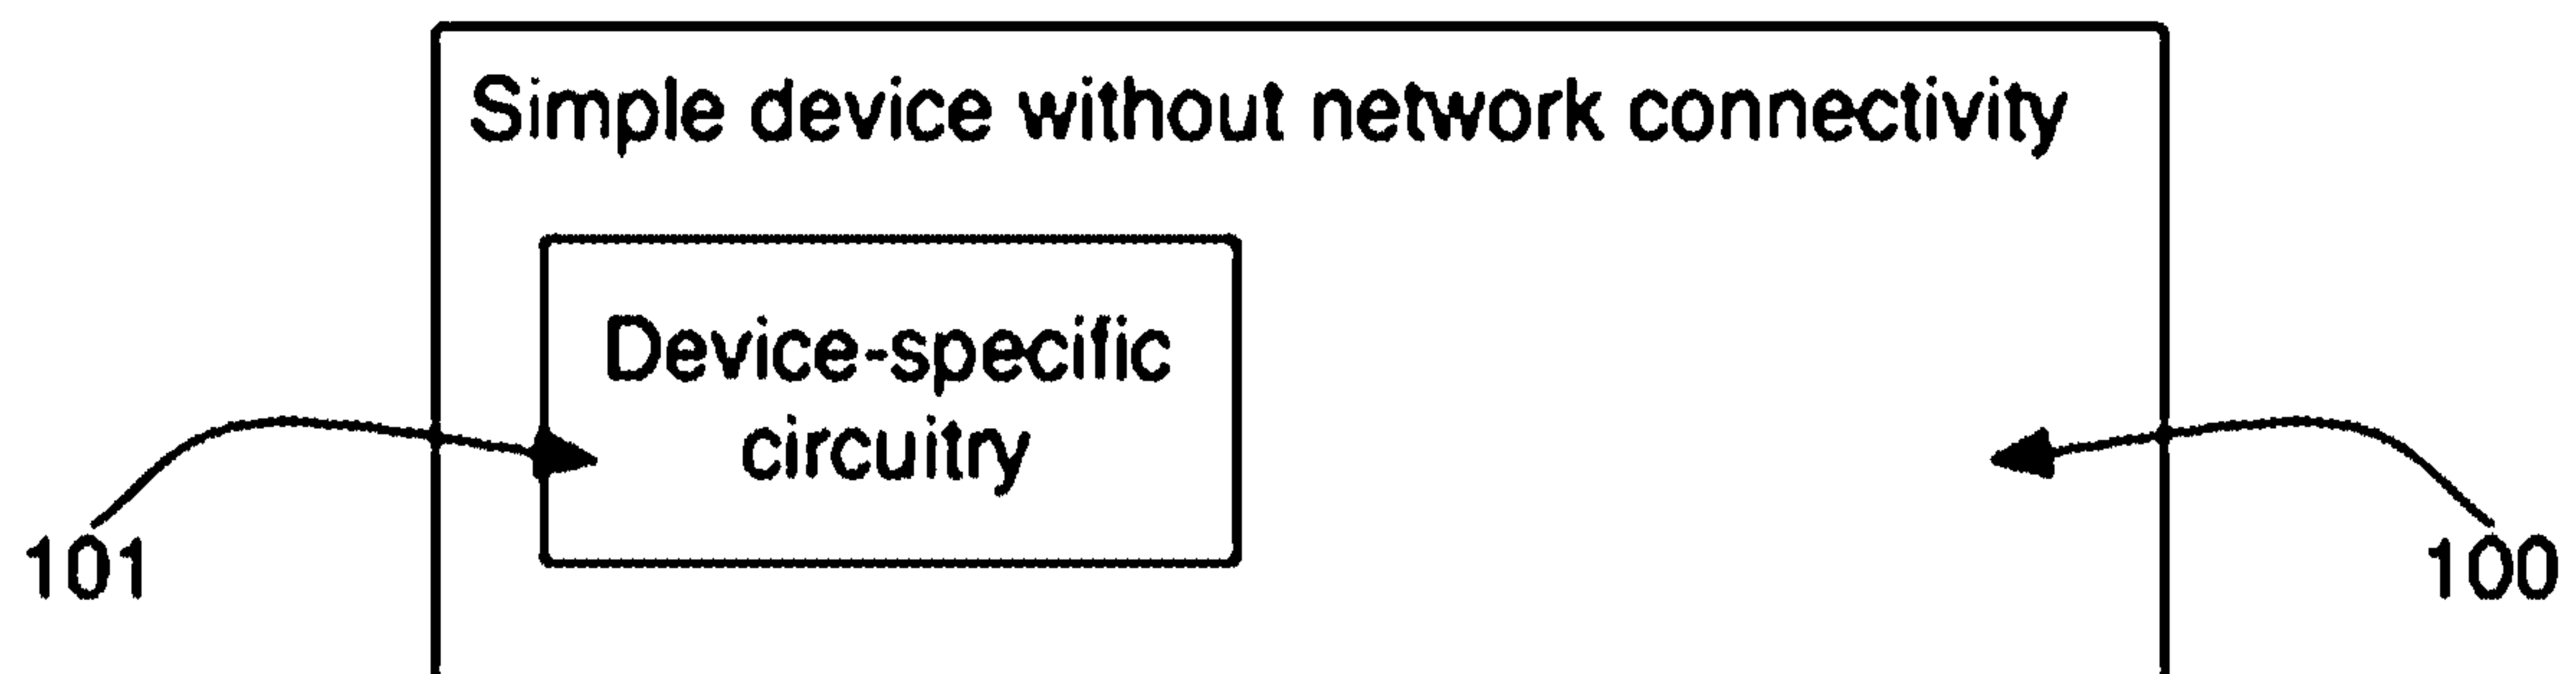 Simple device without network connectivity
Device-specific
circuitry
101
100